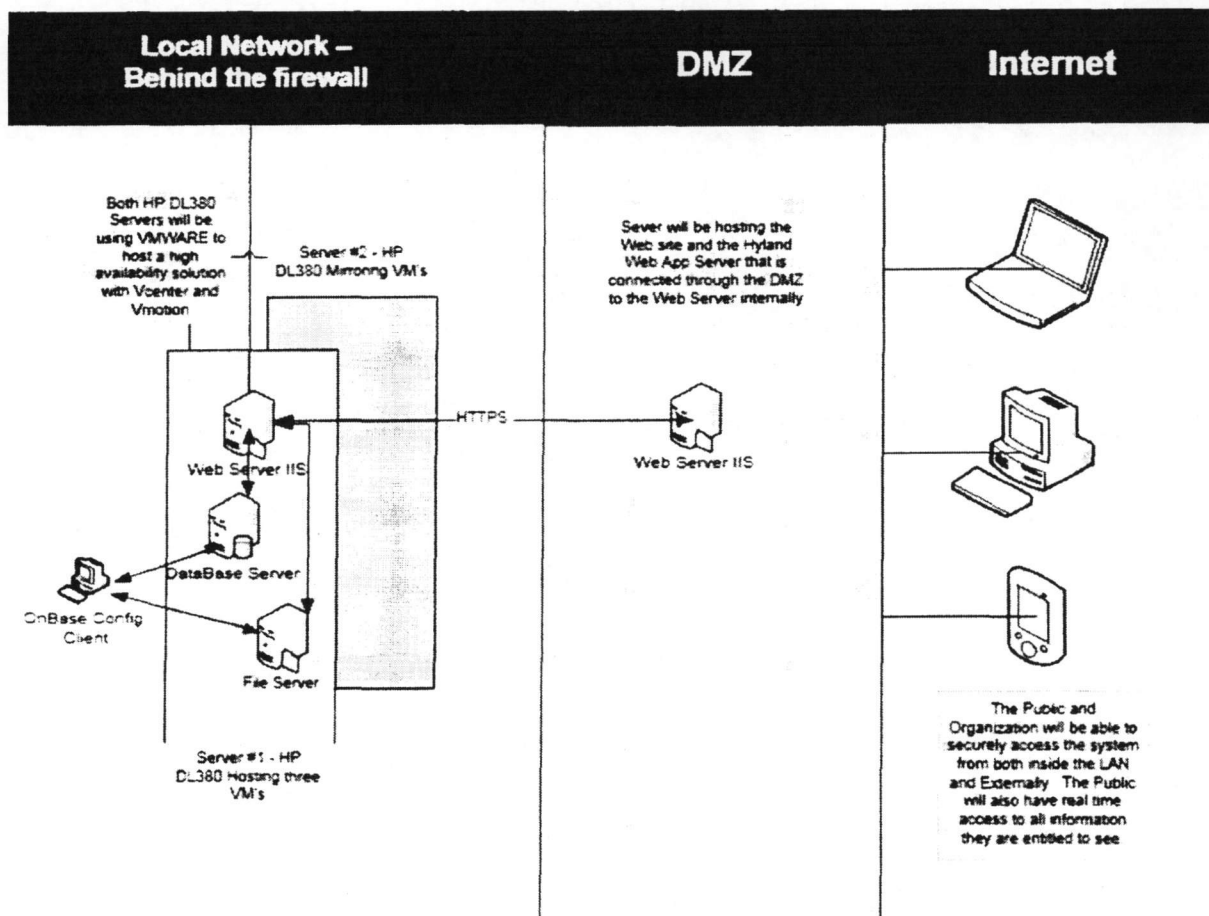 Local Network –
Behind the firewall
DMZ
Internet
Both HP DL380
Servers will be
using VMWARE to
host a high
availability solution
with Vcenter and
Vmotion
Server #2 - HP
DL380 Mirroring VM's
Sever will be hosting the
Web site and the Hyland
Web App Server that is
connected through the DMZ
to the Web Server internally
HTTPS
Web Server IIS
Web Server IIS
DataBase Server
OnBase Config
Client
File Server
Server #1 - HP
DL380 Hosting three
VM's
The Public and
Organization will be able to
securely access the system
from both inside the LAN
and Externally The Public
will also have real time
access to all information
they are entitled to see